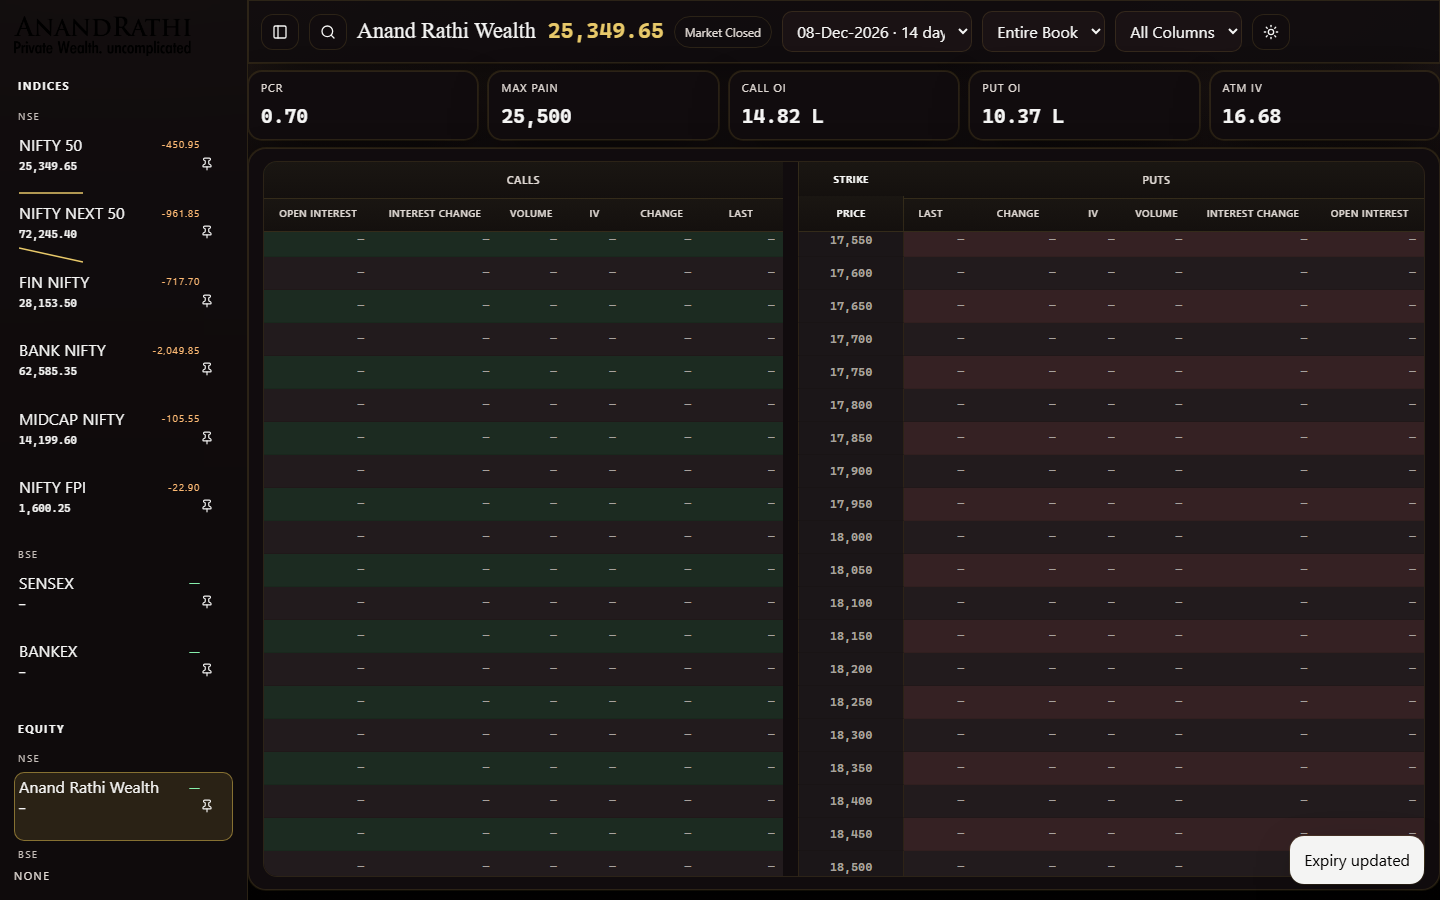 ANANDRATHI
Private Wealth. uncomplicated
INDICES
NSE
NIFTY 50 -450.95
25,349.65
NIFTY NEXT 50 -961.85
72,245.40
FIN NIFTY -717.70
28,153.50
BANK NIFTY -2,049.85
62,585.35
MIDCAP NIFTY -105.55
14,199.60
NIFTY FPI -22.90
1,600.25
BSE
SENSEX —
—
BANKEX —
—
EQUITY
NSE
Anand Rathi Wealth —
—
BSE
NONE
Anand Rathi Wealth 25,349.65 Market Closed 08-Dec-2026 · 14 day Entire Book All Columns
PCR MAX PAIN CALL OI PUT OI ATM IV
0.70 25,500 14.82 L 10.37 L 16.68
CALLS STRIKE PUTS
OPEN INTEREST INTEREST CHANGE VOLUME IV CHANGE LAST PRICE LAST CHANGE IV VOLUME INTEREST CHANGE OPEN INTEREST
— — — — — — 17,550 — — — — — —
— — — — — — 17,600 — — — — — —
— — — — — — 17,650 — — — — — —
— — — — — — 17,700 — — — — — —
— — — — — — 17,750 — — — — — —
— — — — — — 17,800 — — — — — —
— — — — — — 17,850 — — — — — —
— — — — — — 17,900 — — — — — —
— — — — — — 17,950 — — — — — —
— — — — — — 18,000 — — — — — —
— — — — — — 18,050 — — — — — —
— — — — — — 18,100 — — — — — —
— — — — — — 18,150 — — — — — —
— — — — — — 18,200 — — — — — —
— — — — — — 18,250 — — — — — —
— — — — — — 18,300 — — — — — —
— — — — — — 18,350 — — — — — —
— — — — — — 18,400 — — — — — —
— — — — — — 18,450 — — — — — —
— — — — — — 18,500 — — — —
Expiry updated